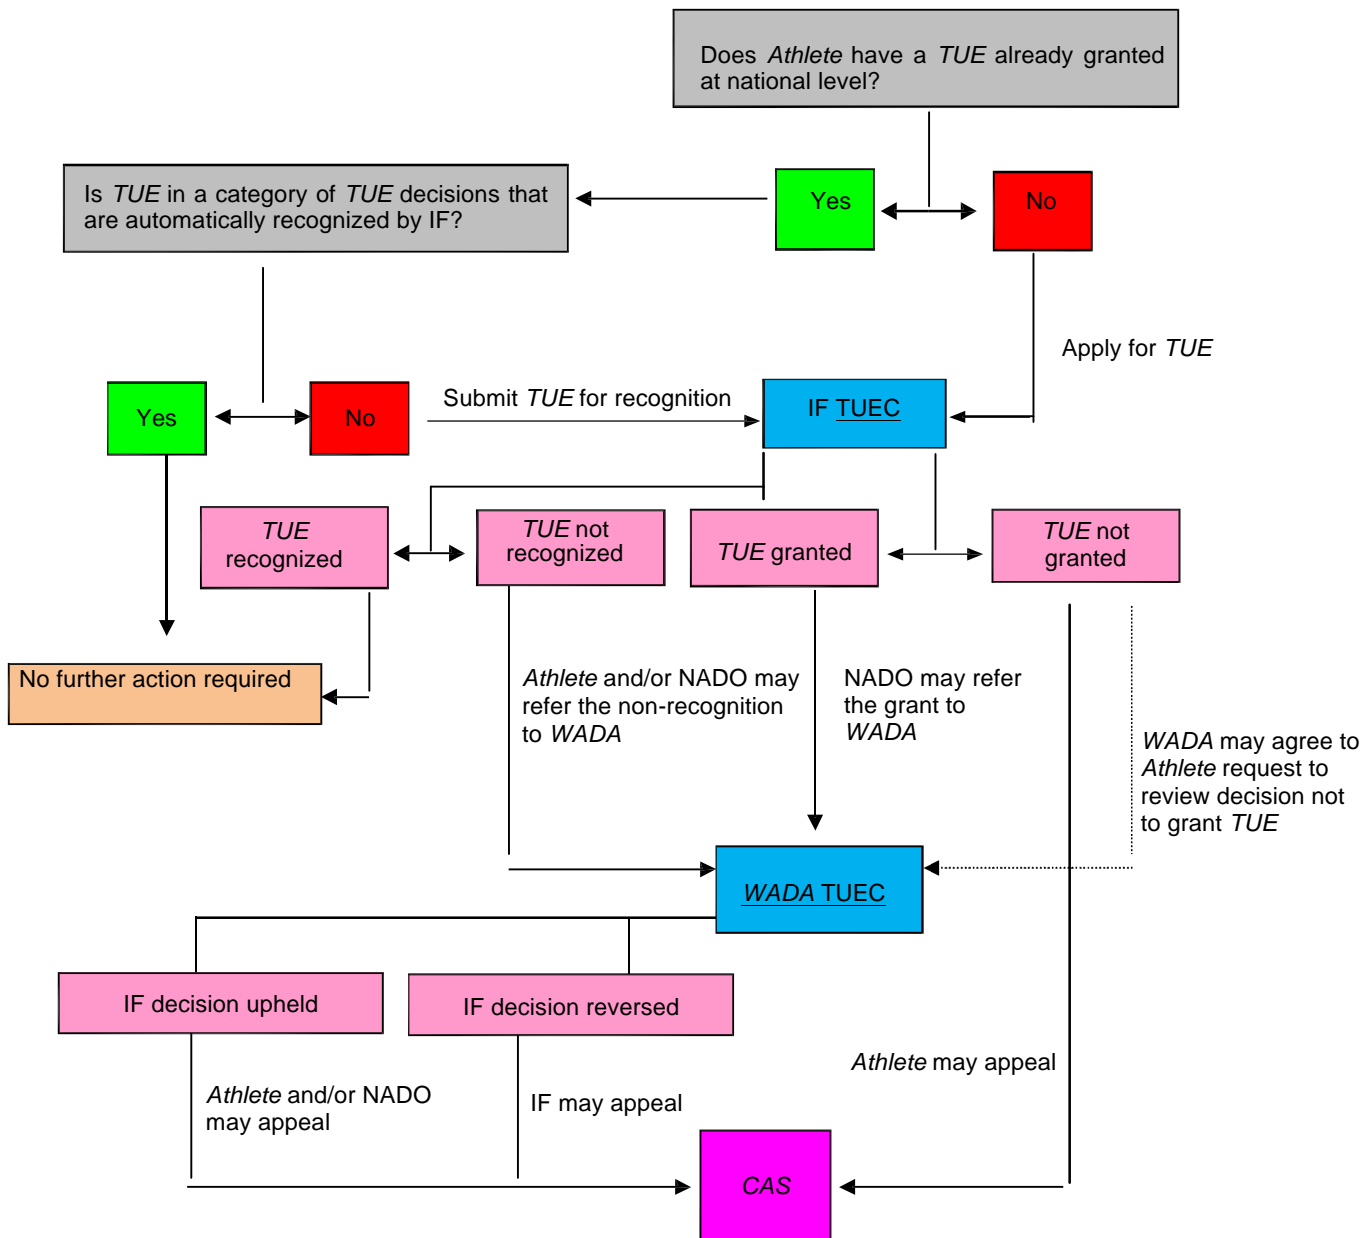 Does Athlete have a TUE already granted
at national level?
Is TUE in a category of TUE decisions that
are automatically recognized by IF?
Yes
No
Apply for TUE
Yes
No
Submit TUE for recognition
IF TUEC
TUE
recognized
TUE not
recognized
TUE granted
TUE not
granted
No further action required
Athlete and/or NADO may
refer the non-recognition
to WADA
NADO may refer
the grant to
WADA
WADA may agree to
Athlete request to
review decision not
to grant TUE
WADA TUEC
IF decision upheld
IF decision reversed
Athlete and/or NADO
may appeal
IF may appeal
Athlete may appeal
CAS